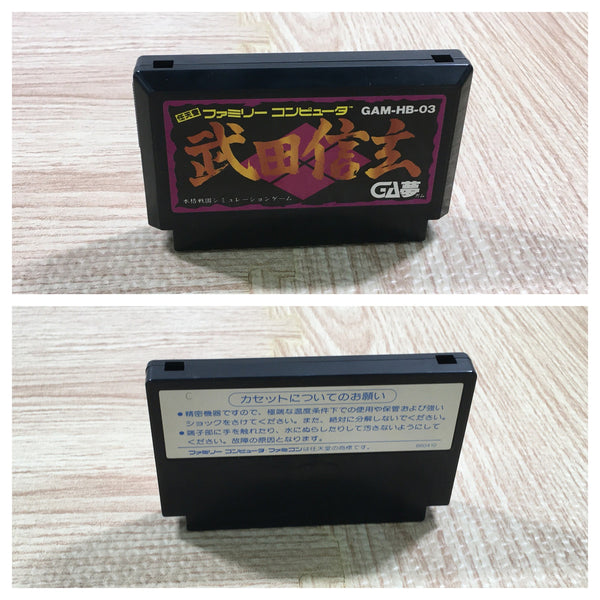 任天堂 ファミリー コンピュータ™ GAM-HB-03
武田信玄
本格戦国シミュレーションゲーム
GA夢
ガム
C
カセットについてのお願い
●精密機器ですので、極端な温度条件下での使用や保管および強い
ショックをさけてください。また、絶対に分解しないでください。
●端子部に手を触れたり、水にぬらしたりして汚さないようにして
ください。故障の原因となります。
ファミリー コンピュータ ファミコンは任天堂の商標です。
860410